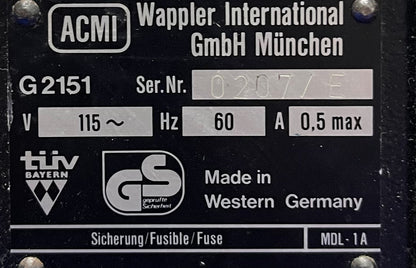 ACMI Wappler International
GmbH München
G2151 Ser.Nr. 0207/E
V 115~ Hz 60 A 0,5 max
TÜV
BAYERN
GS
geprüfte
Sicherheit
Made in
Western Germany
Sicherung/Fusible/Fuse MDL-1A